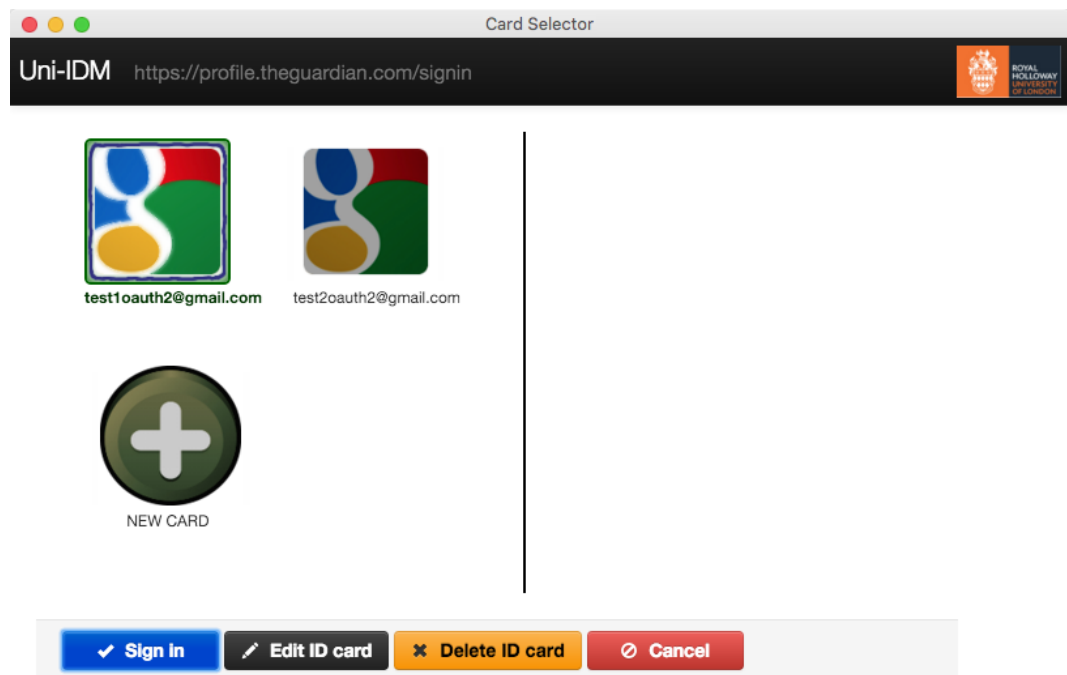 Card Selector
Uni-IDM https://profile.theguardian.com/signin
ROYAL
HOLLOWAY
UNIVERSITY
OF LONDON
test1oauth2@gmail.com test2oauth2@gmail.com
NEW CARD
Sign in Edit ID card Delete ID card Cancel